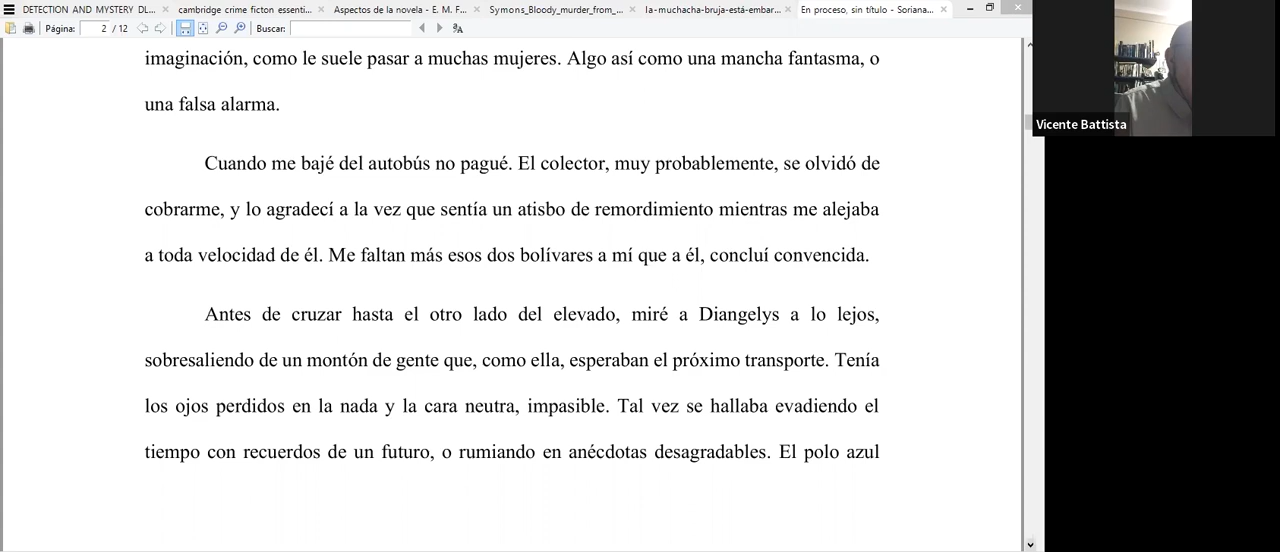 DETECTION AND MYSTERY DL...
cambridge crime ficton essenti...
Aspectos de la novela - E. M. F...
Symons_Bloody_murder_from_...
la-muchacha-bruja-está-embar...
En proceso, sin título - Soriana...
Página: 2 / 12 Buscar:
imaginación, como le suele pasar a muchas mujeres. Algo así como una mancha fantasma, o
una falsa alarma.
Cuando me bajé del autobús no pagué. El colector, muy probablemente, se olvidó de
cobrarme, y lo agradecí a la vez que sentía un atisbo de remordimiento mientras me alejaba
a toda velocidad de él. Me faltan más esos dos bolívares a mí que a él, concluí convencida.
Antes de cruzar hasta el otro lado del elevado, miré a Diangelys a lo lejos,
sobresaliendo de un montón de gente que, como ella, esperaban el próximo transporte. Tenía
los ojos perdidos en la nada y la cara neutra, impasible. Tal vez se hallaba evadiendo el
tiempo con recuerdos de un futuro, o rumiando en anécdotas desagradables. El polo azul
Vicente Battista